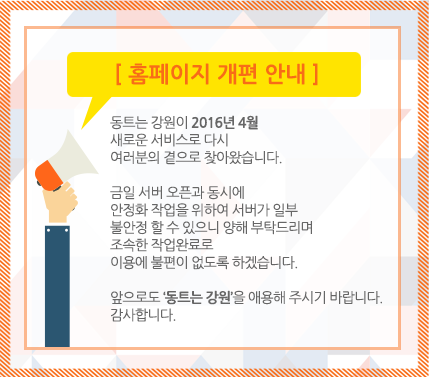 [ 홈페이지 개편 안내 ]
동트는 강원이 2016년 4월
새로운 서비스로 다시
여러분의 곁으로 찾아왔습니다.
금일 서버 오픈과 동시에
안정화 작업을 위하여 서버가 일부
불안정 할 수 있으니 양해 부탁드리며
조속한 작업완료로
이용에 불편이 없도록 하겠습니다.
앞으로도 '동트는 강원'을 애용해 주시기 바랍니다.
감사합니다.